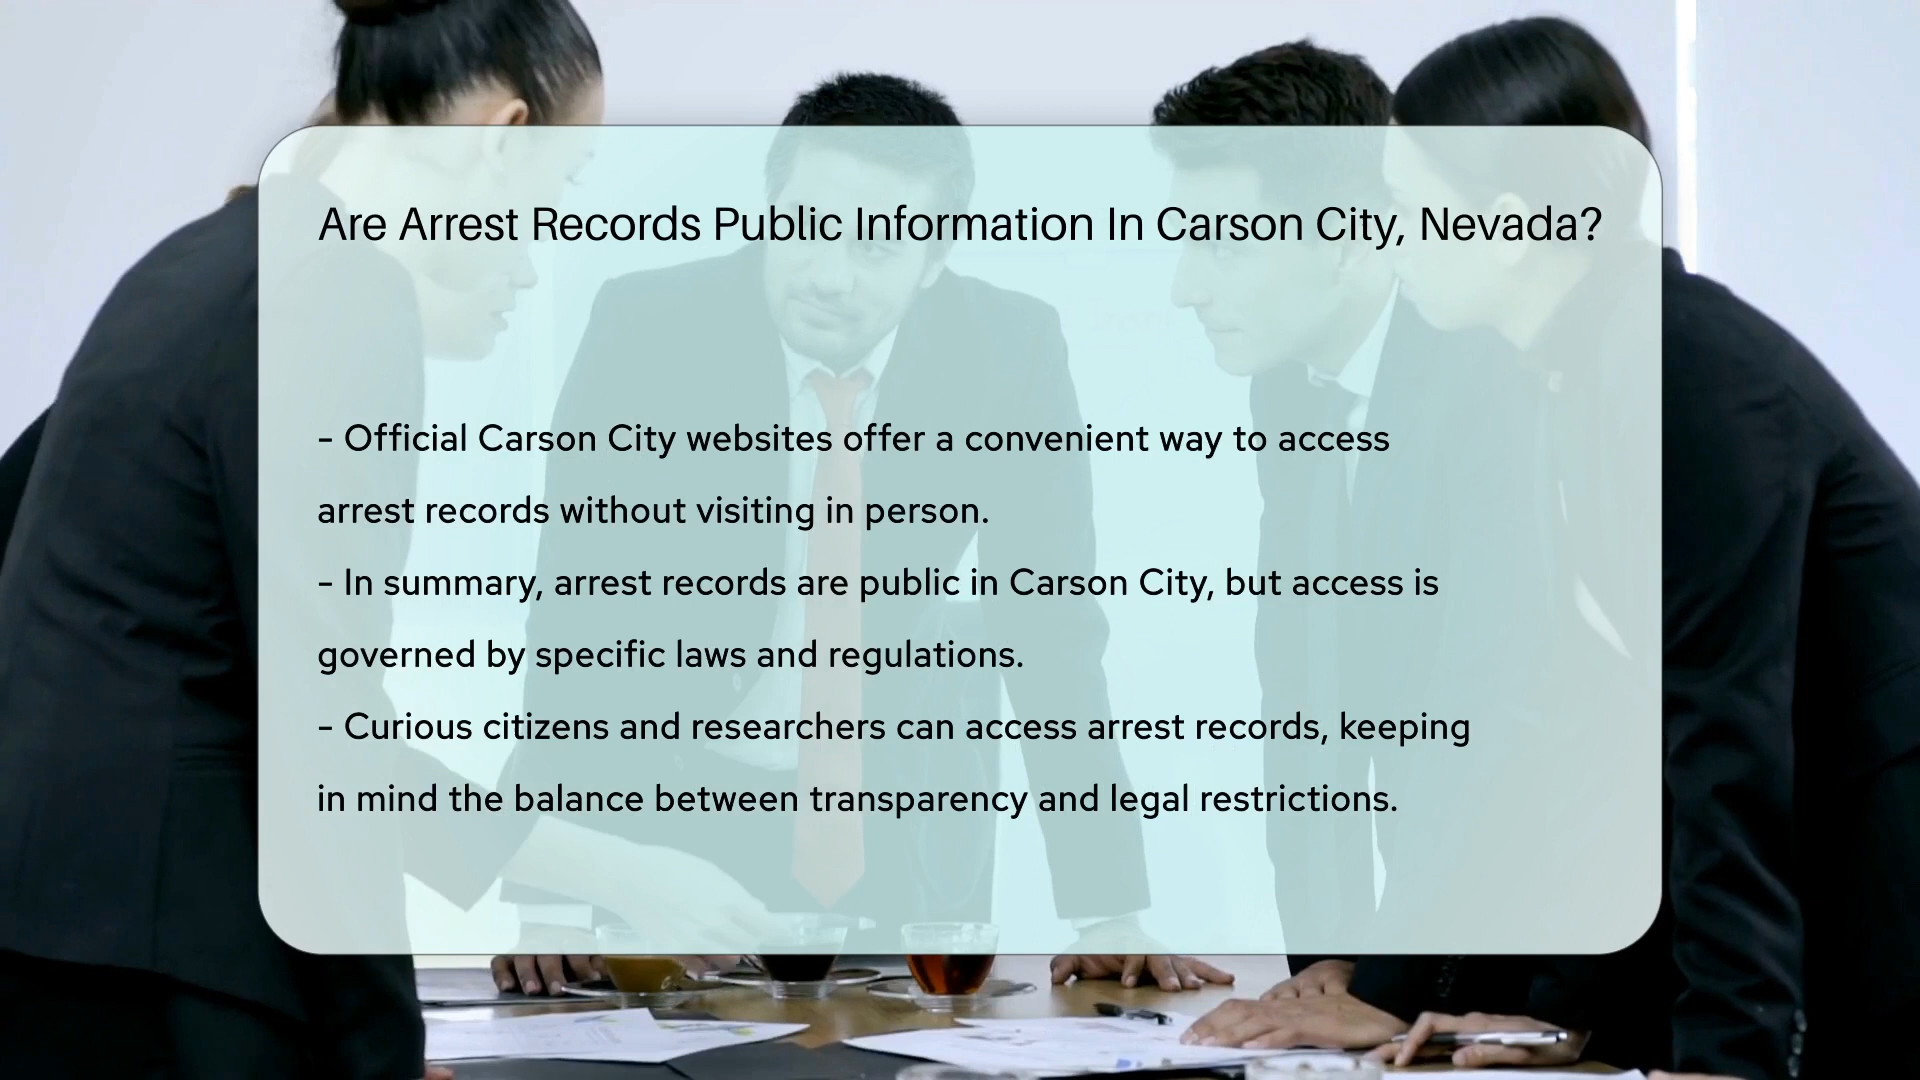 Are Arrest Records Public Information In Carson City, Nevada?
- Official Carson City websites offer a convenient way to access
arrest records without visiting in person.
- In summary, arrest records are public in Carson City, but access is
governed by specific laws and regulations.
- Curious citizens and researchers can access arrest records, keeping
in mind the balance between transparency and legal restrictions.